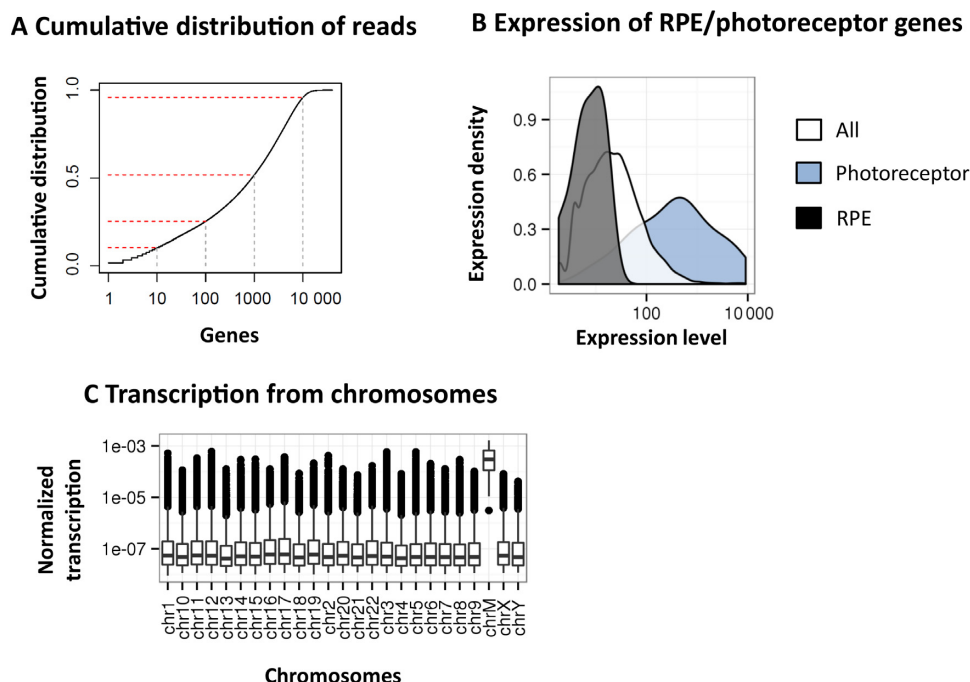 A Cumulative distribution of reads
Cumulative distribution
1.0
0.5
0.0
1 10 100 1000 10 000
Genes
B Expression of RPE/photoreceptor genes
Expression density
0.9
0.6
0.3
0.0
100 10 000
Expression level
All
Photoreceptor
RPE
C Transcription from chromosomes
Normalized
transcription
1e-03
1e-05
1e-07
chr1
chr10
chr11
chr12
chr13
chr14
chr15
chr16
chr17
chr18
chr19
chr2
chr20
chr21
chr22
chr3
chr4
chr5
chr6
chr7
chr8
chr9
chrM
chrX
chrY
Chromosomes